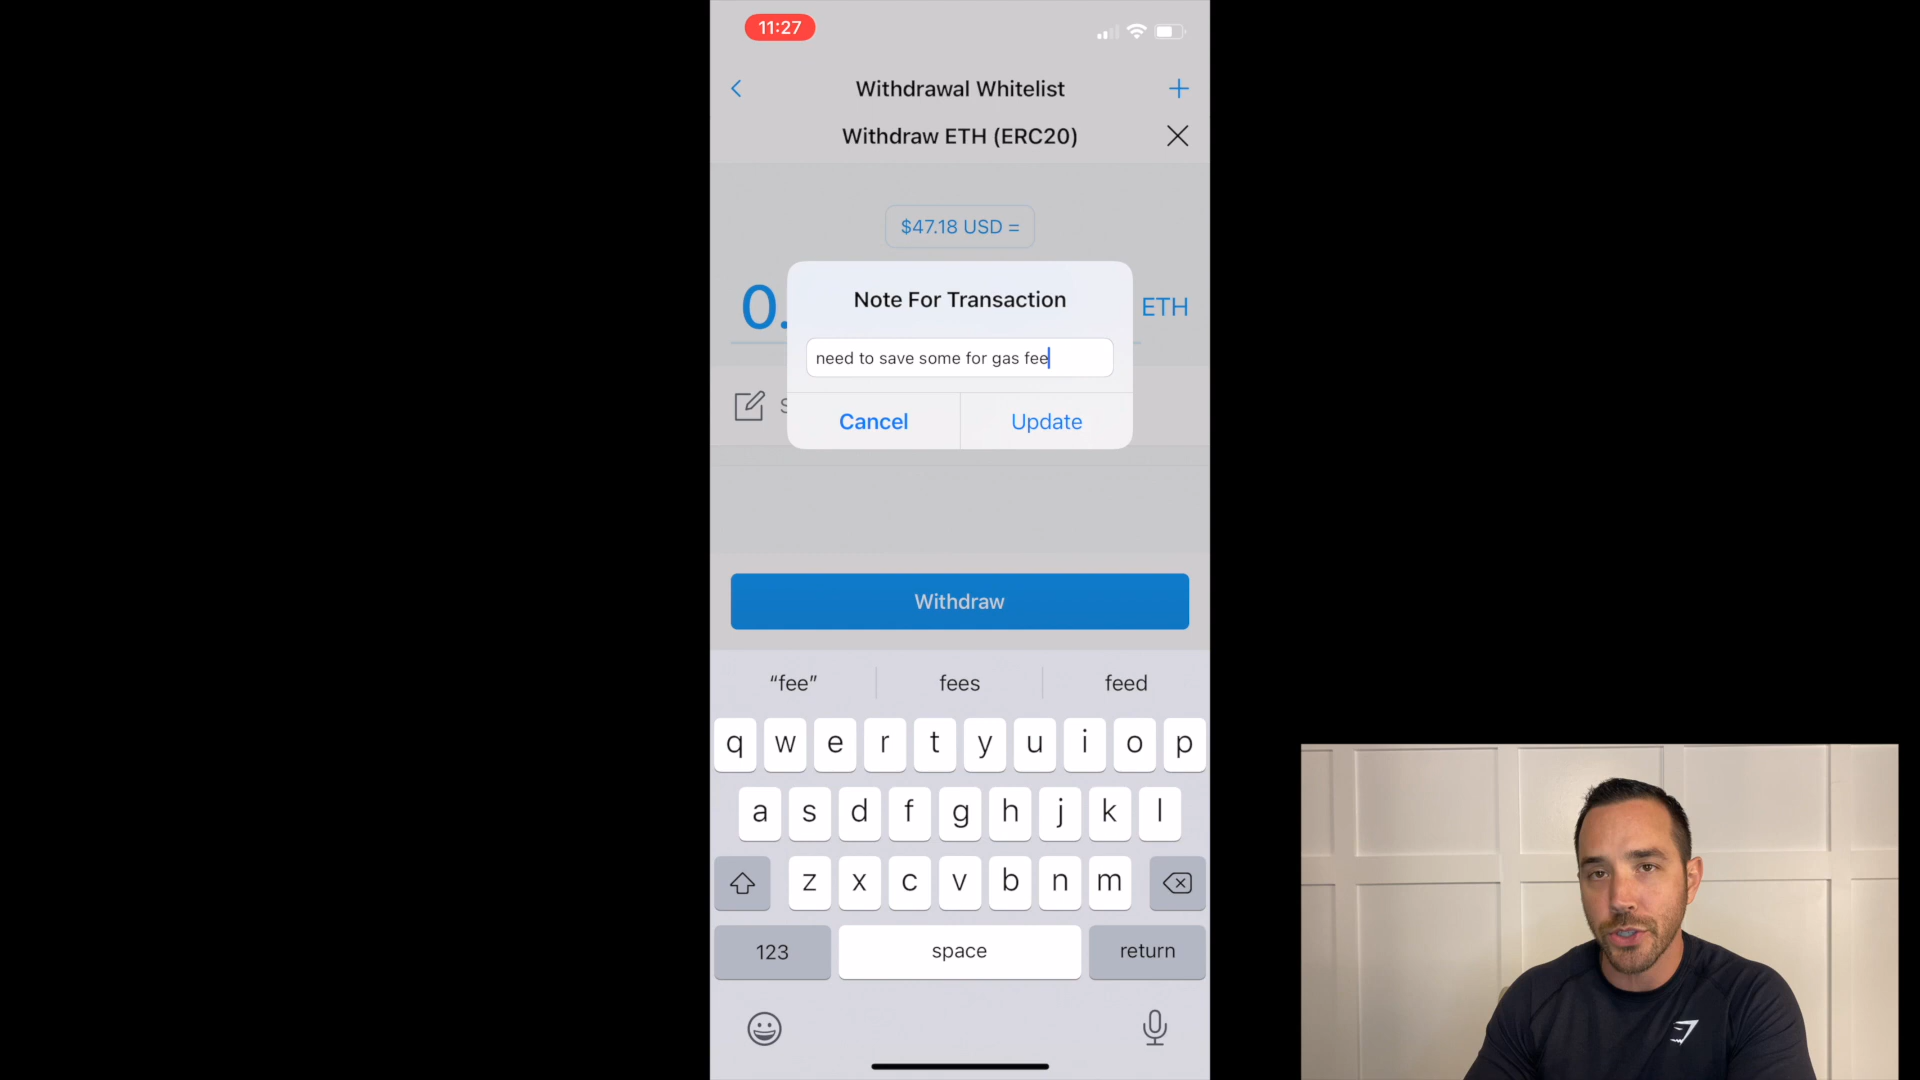 11:27
Withdrawal Whitelist
Withdraw ETH (ERC20)
$47.18 USD =
0.
ETH
Note For Transaction
need to save some for gas fee
S
Cancel
Update
Withdraw
“fee”
fees
feed
q w e r t y u i o p
a s d f g h j k l
z x c v b n m
123
space
return